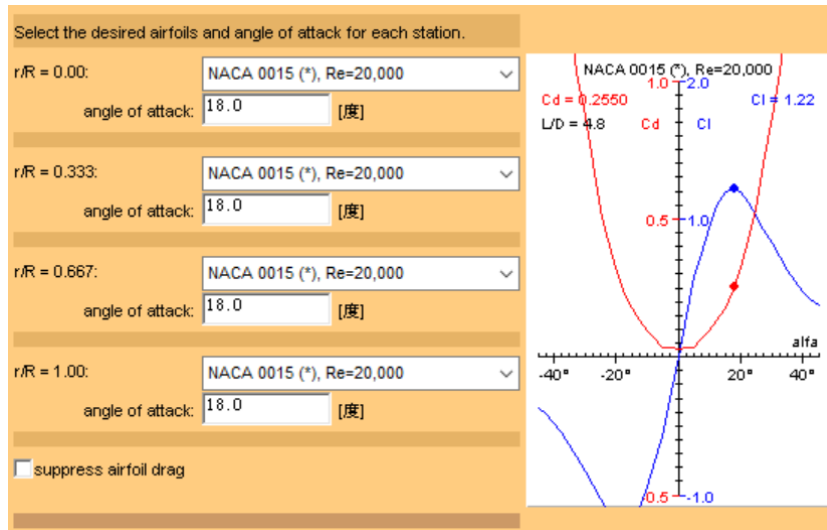 Select the desired airfoils and angle of attack for each station.
r/R = 0.00: NACA 0015 (*), Re=20,000
angle of attack: 18.0 [度]
r/R = 0.333: NACA 0015 (*), Re=20,000
angle of attack: 18.0 [度]
r/R = 0.667: NACA 0015 (*), Re=20,000
angle of attack: 18.0 [度]
r/R = 1.00: NACA 0015 (*), Re=20,000
angle of attack: 18.0 [度]
suppress airfoil drag
NACA 0015 (*), Re=20,000
1.0 2.0
Cd = 0.2550 Cl = 1.22
L/D = 4.8 Cd Cl
0.5 1.0
alfa
-40° -20° 20° 40°
-0.5 -1.0